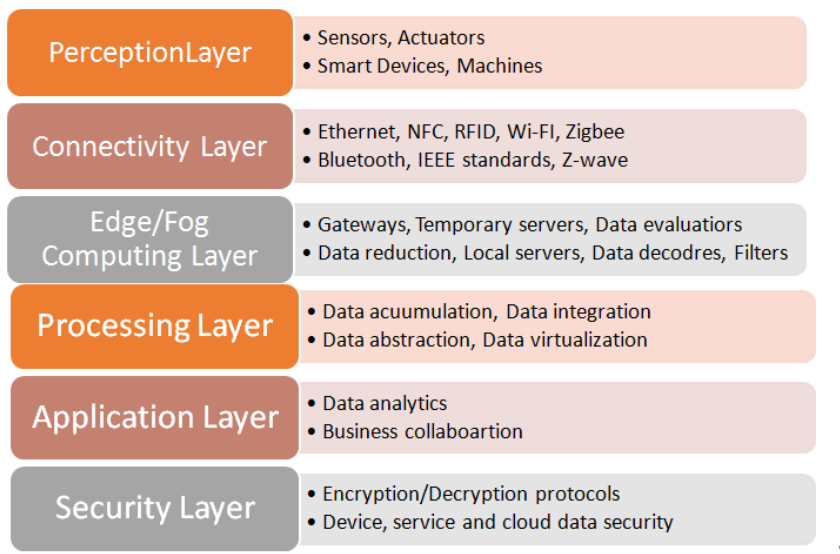 PerceptionLayer
• Sensors, Actuators
• Smart Devices, Machines
Connectivity Layer
• Ethernet, NFC, RFID, Wi-FI, Zigbee
• Bluetooth, IEEE standards, Z-wave
Edge/Fog
Computing Layer
• Gateways, Temporary servers, Data evaluatiors
• Data reduction, Local servers, Data decodres, Filters
Processing Layer
• Data acuumulation, Data integration
• Data abstraction, Data virtualization
Application Layer
• Data analytics
• Business collaboartion
Security Layer
• Encryption/Decryption protocols
• Device, service and cloud data security